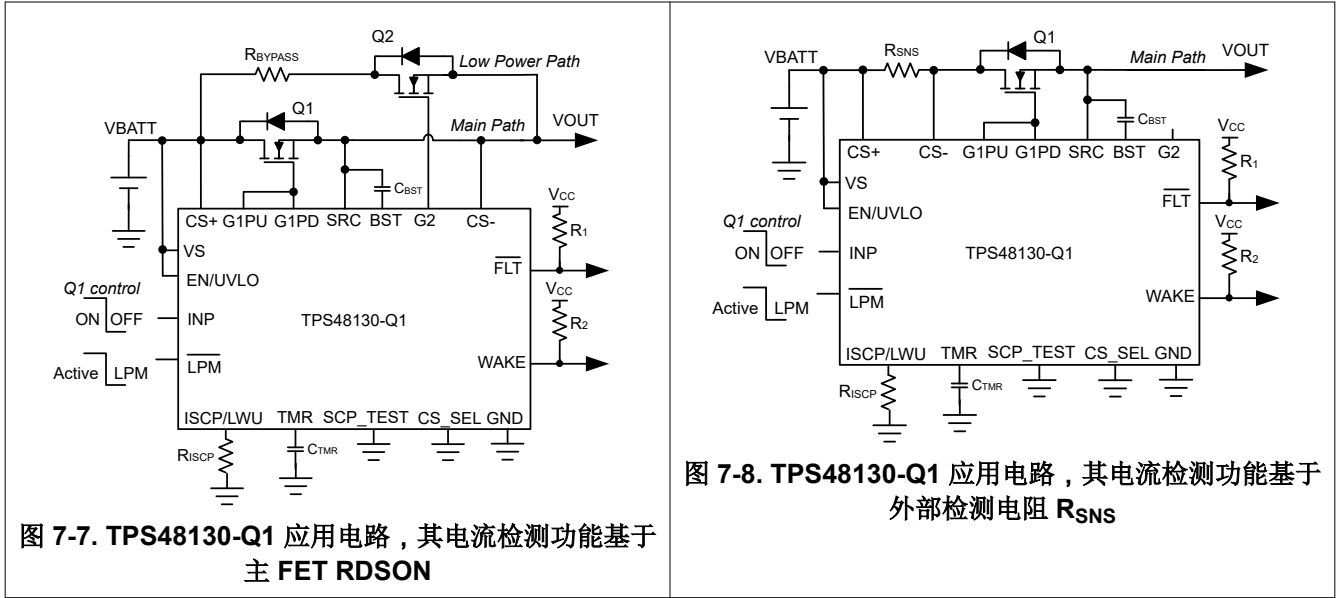 Q2
RBYPASS
Low Power Path
Q1
VBATT
Main Path
VOUT
CBST
VCC
CS+ G1PU G1PD SRC BST G2 CS-
R1
VS
FLT
EN/UVLO
VCC
Q1 control
ON OFF
INP
TPS48130-Q1
R2
Active LPM
LPM
WAKE
ISCP/LWU TMR SCP_TEST CS_SEL GND
RISCP
CTMR
图 7-7. TPS48130-Q1 应用电路，其电流检测功能基于
主 FET RDSON
Q1
RSNS
VBATT
Main Path
VOUT
CBST
VCC
CS+ CS- G1PU G1PD SRC BST G2
R1
VS
FLT
EN/UVLO
VCC
Q1 control
ON OFF
INP
TPS48130-Q1
R2
Active LPM
LPM
WAKE
ISCP/LWU TMR SCP_TEST CS_SEL GND
RISCP
CTMR
图 7-8. TPS48130-Q1 应用电路，其电流检测功能基于
外部检测电阻 RSNS